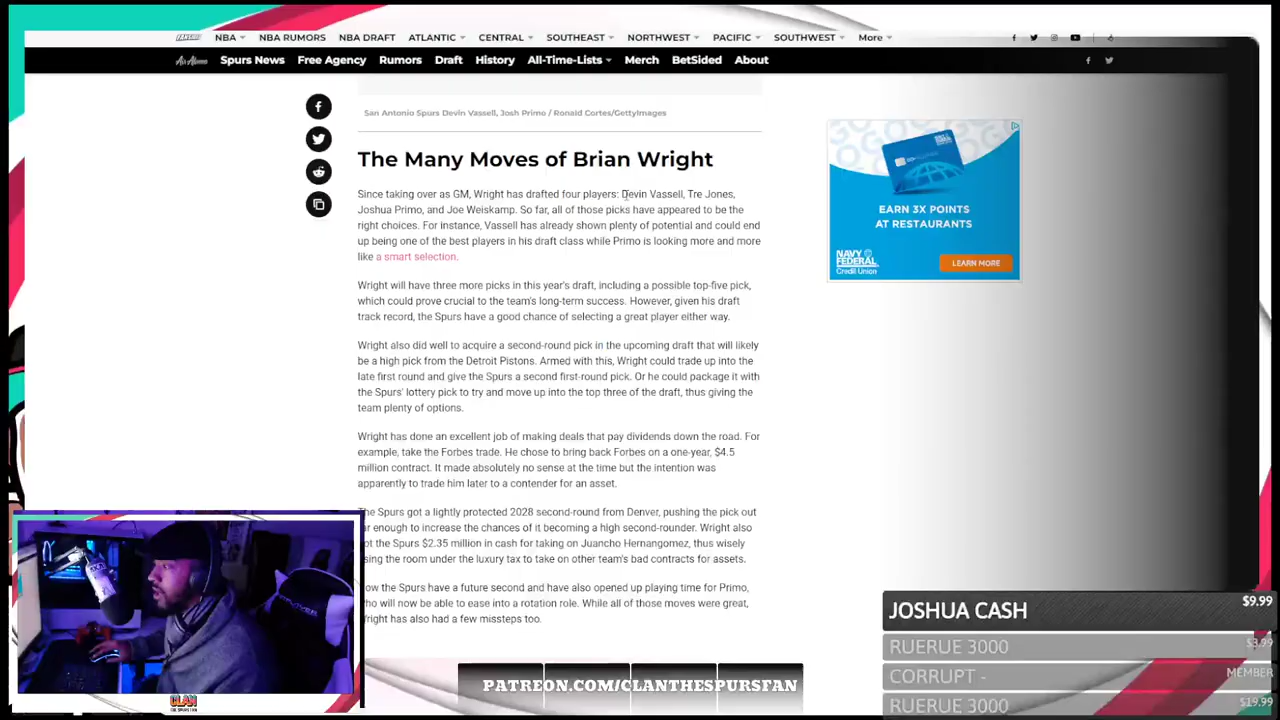 FANSIDED NBA NBA RUMORS NBA DRAFT ATLANTIC CENTRAL SOUTHEAST NORTHWEST PACIFIC SOUTHWEST More
Air Alamo Spurs News Free Agency Rumors Draft History All-Time-Lists Merch BetSided About
San Antonio Spurs Devin Vassell, Josh Primo / Ronald Cortes/GettyImages
The Many Moves of Brian Wright
Since taking over as GM, Wright has drafted four players: Devin Vassell, Tre Jones,
Joshua Primo, and Joe Weiskamp. So far, all of those picks have appeared to be the
right choices. For instance, Vassell has already shown plenty of potential and could end
up being one of the best players in his draft class while Primo is looking more and more
like a smart selection.
Wright will have three more picks in this year's draft, including a possible top-five pick,
which could prove crucial to the team's long-term success. However, given his draft
track record, the Spurs have a good chance of selecting a great player either way.
Wright also did well to acquire a second-round pick in the upcoming draft that will likely
be a high pick from the Detroit Pistons. Armed with this, Wright could trade up into the
late first round and give the Spurs a second first-round pick. Or he could package it with
the Spurs' lottery pick to try and move up into the top three of the draft, thus giving the
team plenty of options.
Wright has done an excellent job of making deals that pay dividends down the road. For
example, take the Forbes trade. He chose to bring back Forbes on a one-year, $4.5
million contract. It made absolutely no sense at the time but the intention was
apparently to trade him later to a contender for an asset.
The Spurs got a lightly protected 2028 second-round from Denver, pushing the pick out
ar enough to increase the chances of it becoming a high second-rounder. Wright also
ot the Spurs $2.35 million in cash for taking on Juancho Hernangomez, thus wisely
sing the room under the luxury tax to take on other team's bad contracts for assets.
ow the Spurs have a future second and have also opened up playing time for Primo,
ho will now be able to ease into a rotation role. While all of those moves were great,
Wright has also had a few missteps too.
EARN 3X POINTS
AT RESTAURANTS
NAVY
FEDERAL
Credit Union
LEARN MORE
CLAN
PATREON.COM/CLANTHESPURSFAN
JOSHUA CASH $9.99
RUERUE 3000 $3.99
CORRUPT - MEMBER
RUERUE 3000 $19.99